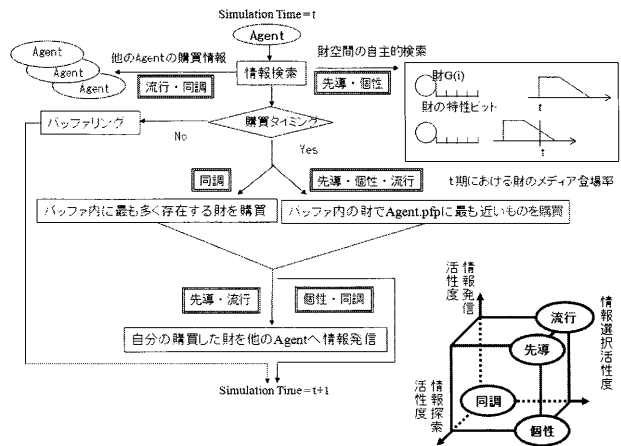 Simulation Time = t
Agent
他のAgentの購買情報
財空間の自主的検索
Agent
Agent
Agent
情報検索
流行・同調
先導・個性
財G(i)
財の特性ビット
t
t
バッファリング
購買タイミング
No
Yes
同調
先導・個性・流行
t期における財のメディア登場率
バッファ内に最も多く存在する財を購買
バッファ内の財でAgent.pfpに最も近いものを購買
先導・流行
個性・同調
自分の購買した財を他のAgentへ情報発信
Simulation Time = t+1
情報発信活性度
情報選択活性度
情報探索活性度
流行
先導
同調
個性